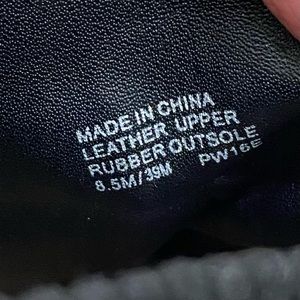 MADE IN CHINA
LEATHER UPPER
RUBBER OUTSOLE
8.5M/39M PW16E